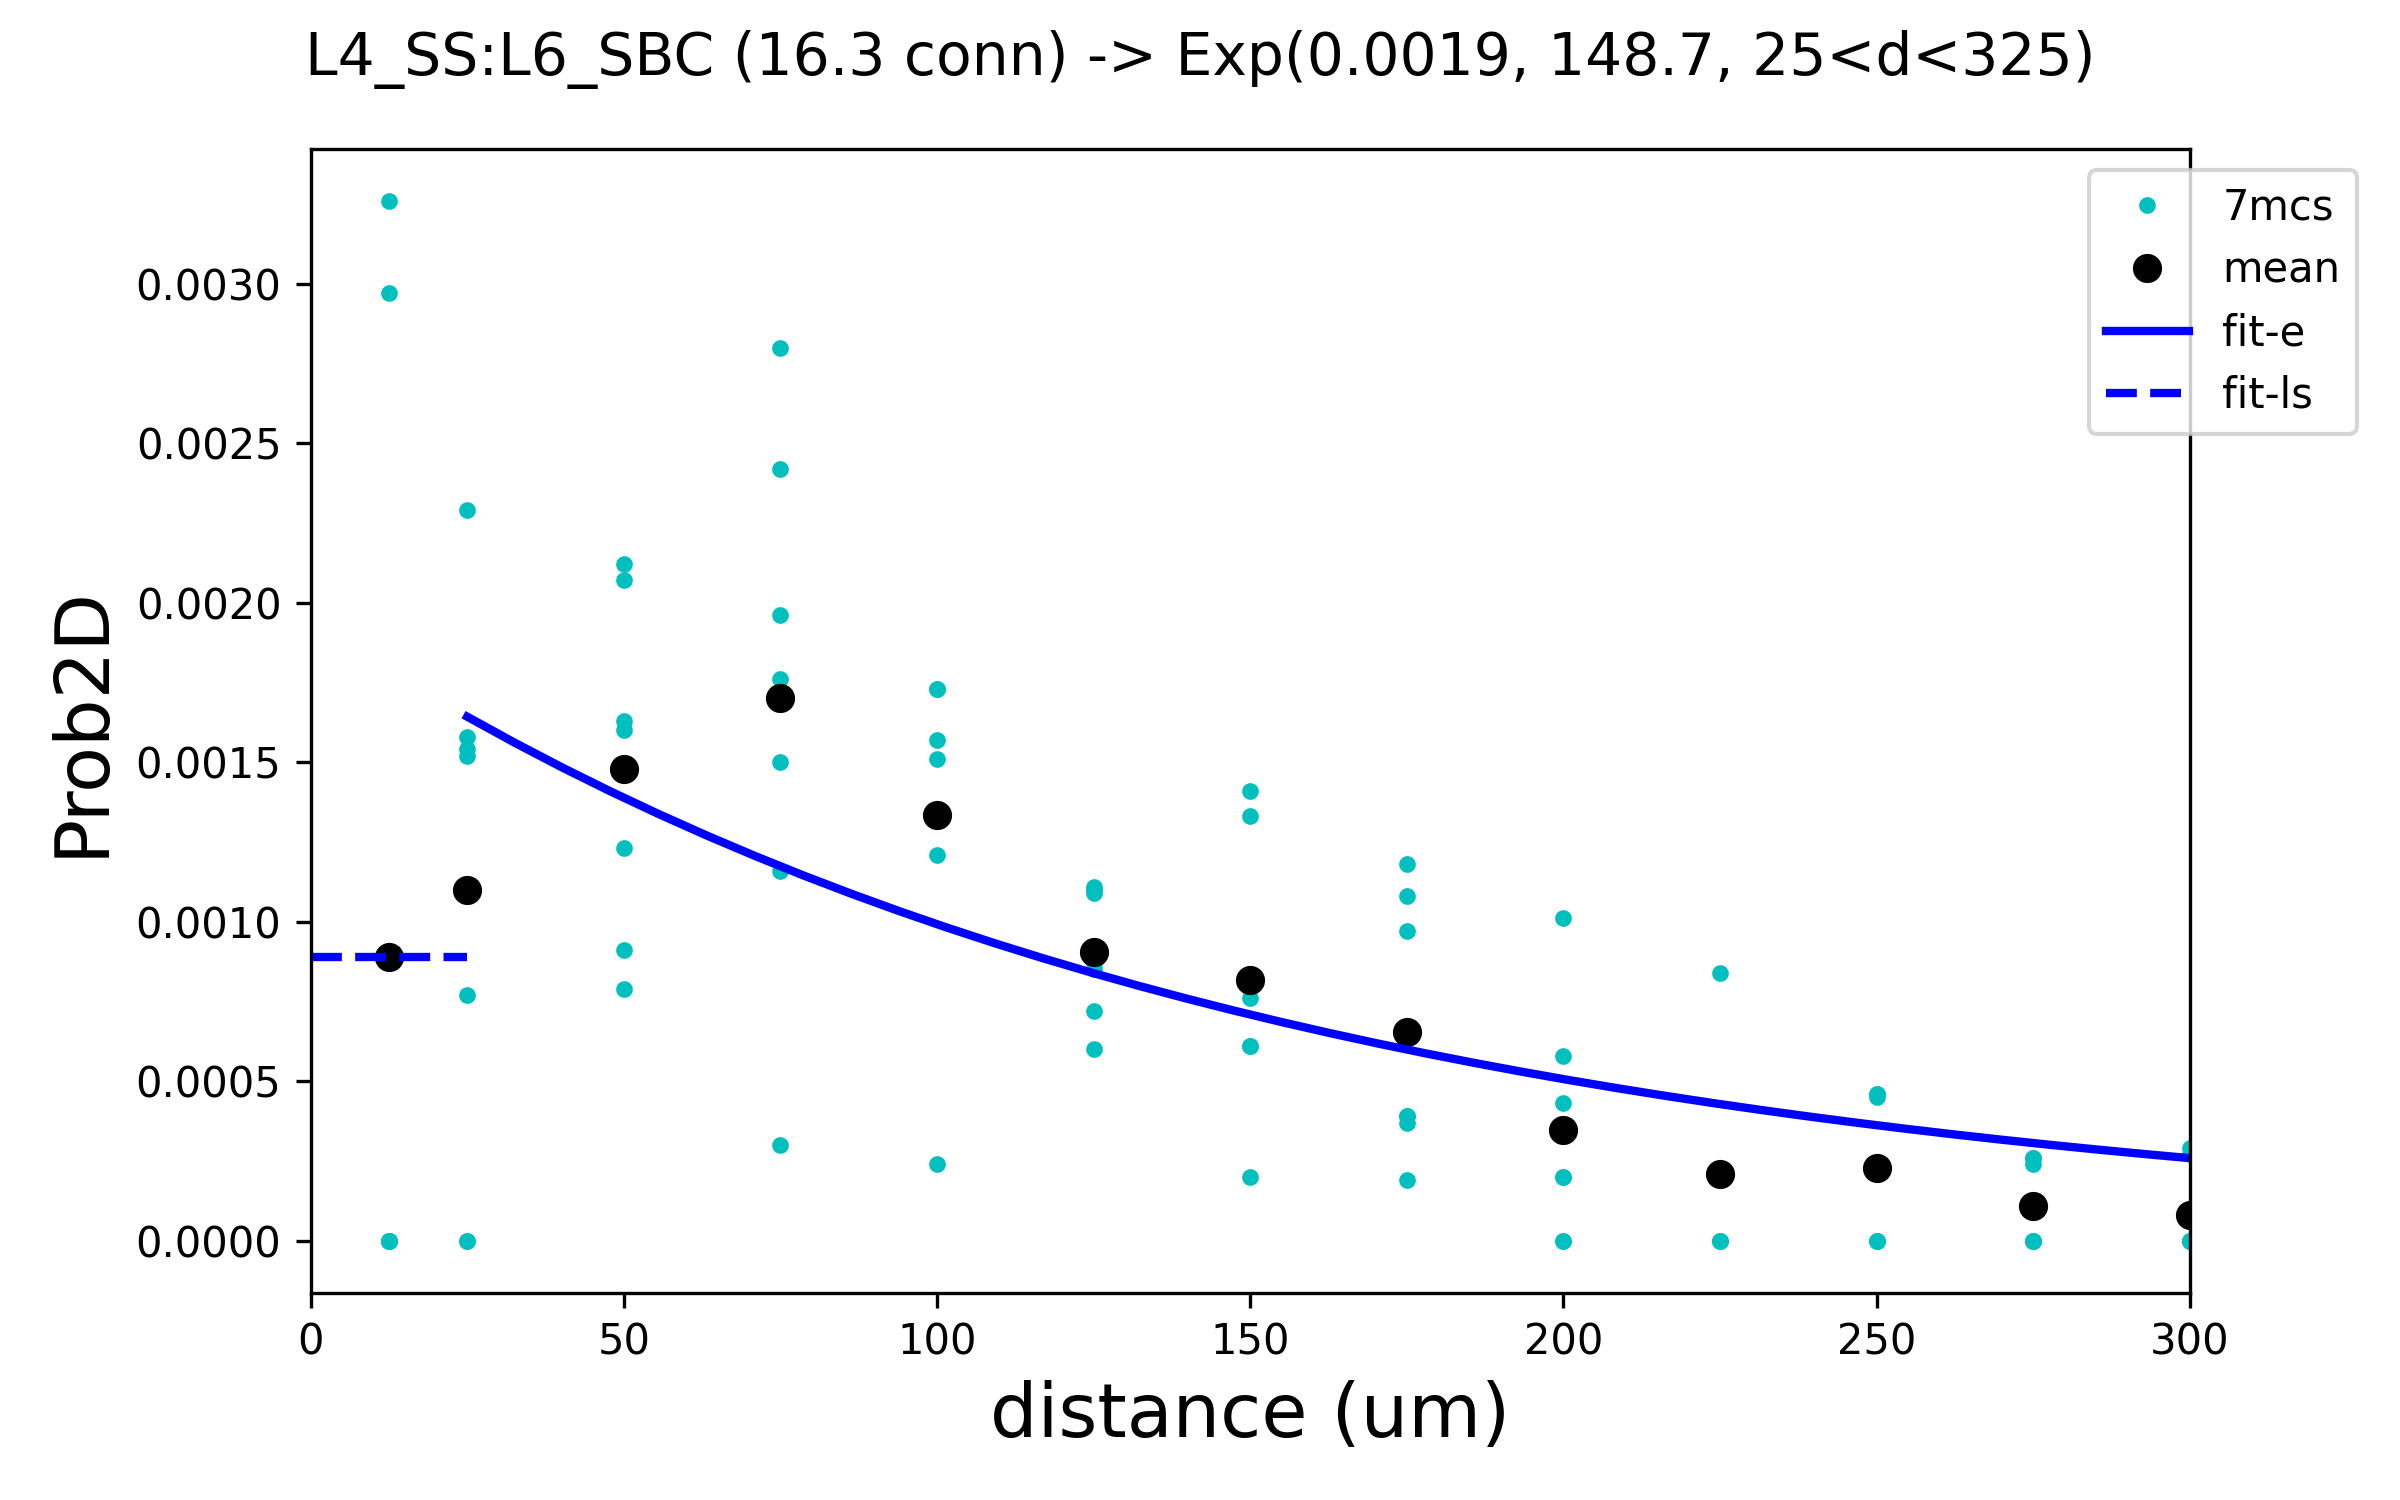 L4_SS:L6_SBC (16.3 conn) -> Exp(0.0019, 148.7, 25<d<325)
7mcs
mean
fit-e
fit-ls
Prob2D
0.0030
0.0025
0.0020
0.0015
0.0010
0.0005
0.0000
0 50 100 150 200 250 300
distance (um)